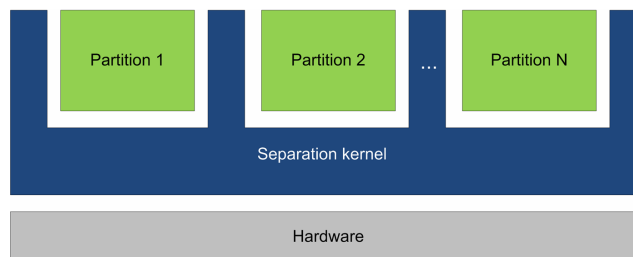 Partition 1
Partition 2
...
Partition N
Separation kernel
Hardware